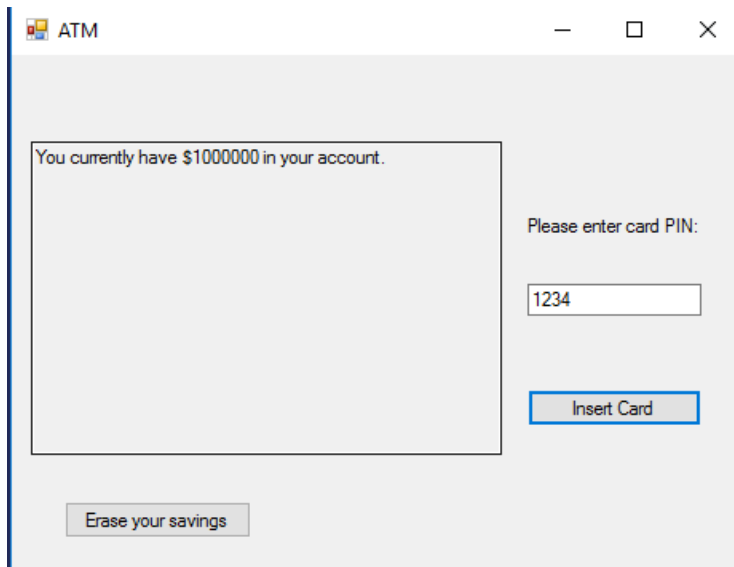 ATM
You currently have $1000000 in your account.
Please enter card PIN:
1234
Insert Card
Erase your savings